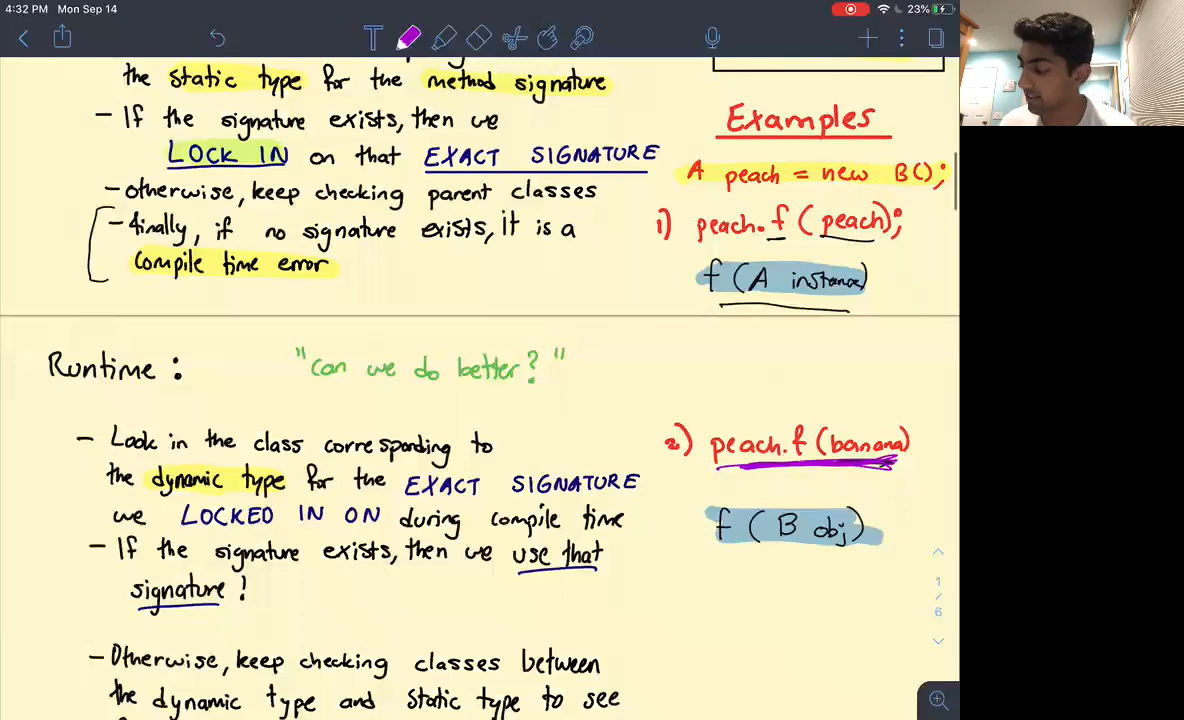 4:32 PM Mon Sep 14
23%
the static type for the method signature
- If the signature exists, then we
LOCK IN on that EXACT SIGNATURE
- otherwise, keep checking parent classes
- finally, if no signature exists, it is a
compile time error
Examples
A peach = new B();
1) peach.f(peach);
f(A instance)
Runtime: "can we do better?"
- Look in the class corresponding to
the dynamic type for the EXACT SIGNATURE
we LOCKED IN ON during compile time
- If the signature exists, then we use that
signature!
- Otherwise, keep checking classes between
the dynamic type and static type to see
2) peach.f(banana)
f(B obj)
1
/
6